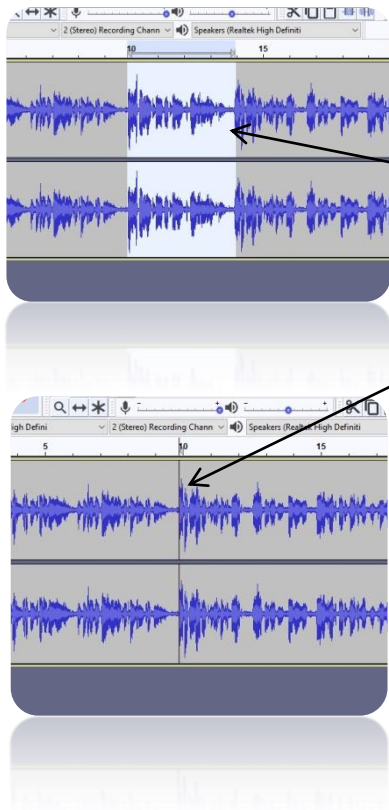 2 (Stereo) Recording Chann
Speakers (Realtek High Definiti
10 15
igh Defini
2 (Stereo) Recording Chann
Speakers (Realtek High Definiti
5 10 15